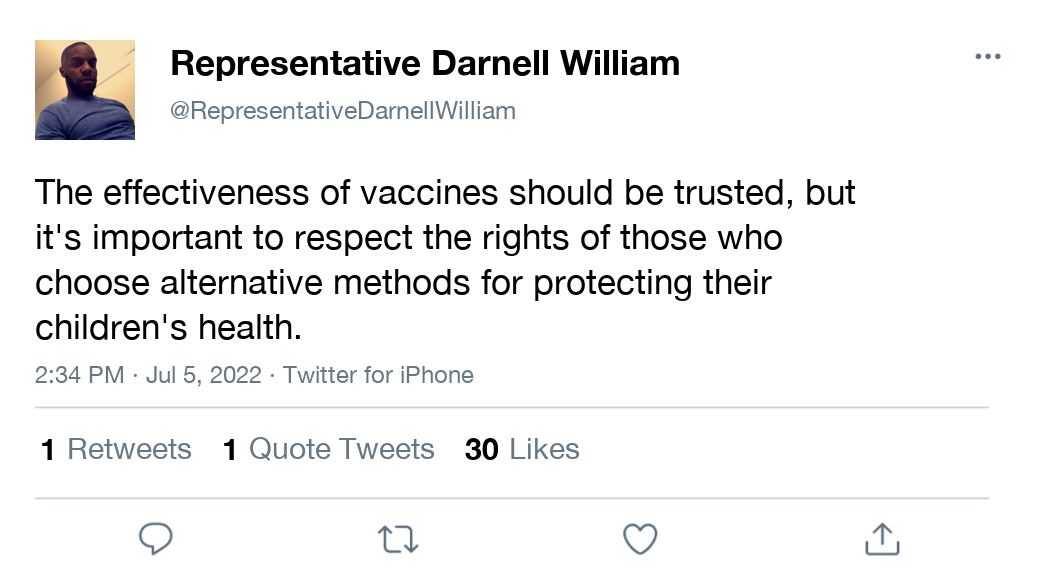 Representative Darnell William
@RepresentativeDarnellWilliam
The effectiveness of vaccines should be trusted, but
it's important to respect the rights of those who
choose alternative methods for protecting their
children's health.
2:34 PM · Jul 5, 2022 · Twitter for iPhone
1 Retweets 1 Quote Tweets 30 Likes